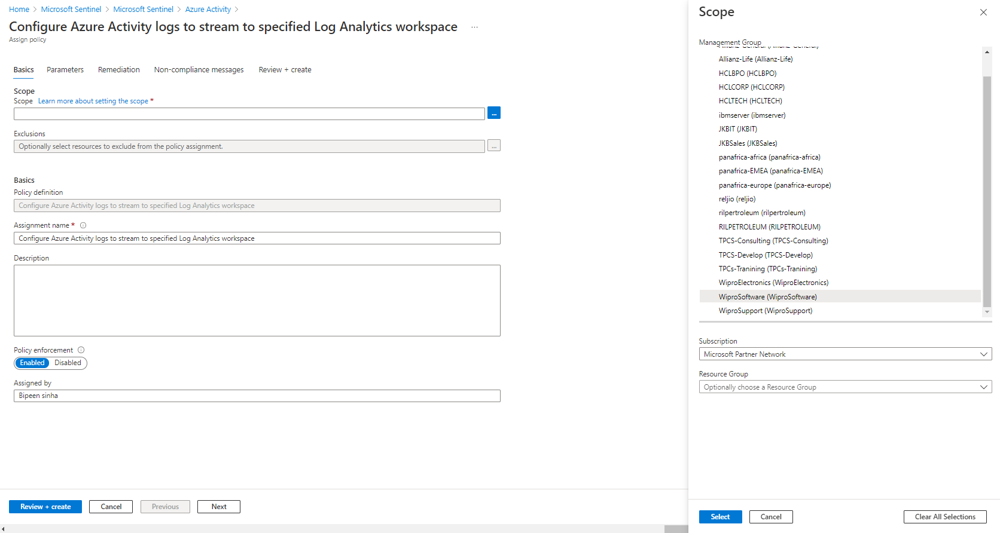 Home > Microsoft Sentinel > Microsoft Sentinel > Azure Activity >
Configure Azure Activity logs to stream to specified Log Analytics workspace ...
Assign policy
Basics Parameters Remediation Non-compliance messages Review + create
Scope
Scope Learn more about setting the scope *
...
Exclusions
Optionally select resources to exclude from the policy assignment.
...
Basics
Policy definition
Configure Azure Activity logs to stream to specified Log Analytics workspace
Assignment name *
Configure Azure Activity logs to stream to specified Log Analytics workspace
Description
Policy enforcement
Enabled Disabled
Assigned by
Bipeen sinha
Review + create Cancel Previous Next
Scope
Management Group
Allianz-General (Allianz-General)
Allianz-Life (Allianz-Life)
HCLBPO (HCLBPO)
HCLCORP (HCLCORP)
HCLTECH (HCLTECH)
ibmserver (ibmserver)
JKBIT (JKBIT)
JKBSales (JKBSales)
panafrica-africa (panafrica-africa)
panafrica-EMEA (panafrica-EMEA)
panafrica-europe (panafrica-europe)
reljio (reljio)
rilpertroleum (rilpertroleum)
RILPETROLEUM (RILPETROLEUM)
TPCS-Consulting (TPCS-Consulting)
TPCS-Develop (TPCS-Develop)
TPCs-Tranining (TPCs-Tranining)
WiproElectronics (WiproElectronics)
WiproSoftware (WiproSoftware)
WiproSupport (WiproSupport)
Subscription
Microsoft Partner Network
Resource Group
Optionally choose a Resource Group
Select Cancel Clear All Selections